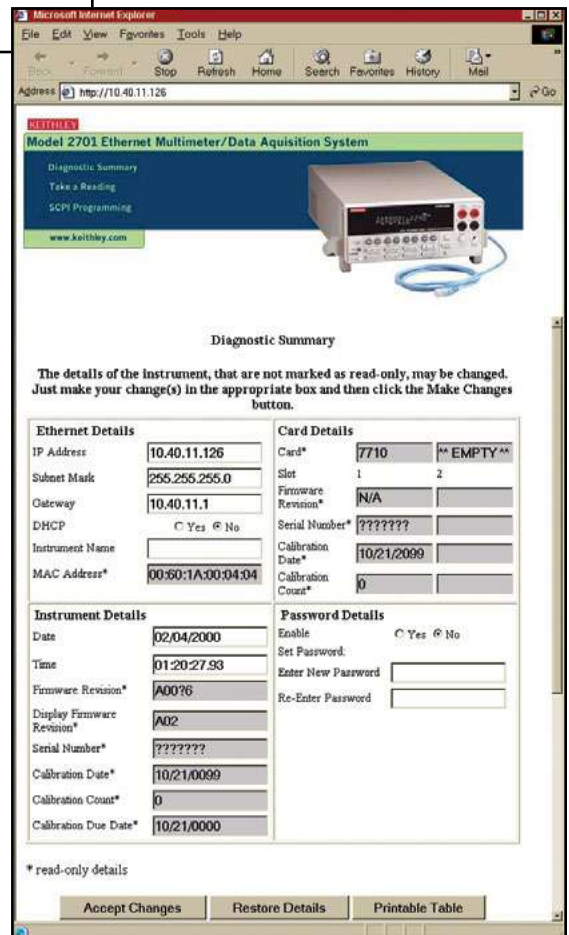 Microsoft Internet Explorer
File Edit View Favorites Tools Help
Back Forward Stop Refresh Home Search Favorites History Mail
Address http://10.40.11.126 Go
KEITHLEY
Model 2701 Ethernet Multimeter/Data Aquisition System
Diagnostic Summary
Take a Reading
SCPI Programming
www.keithley.com
Diagnostic Summary
The details of the instrument, that are not marked as read-only, may be changed.
Just make your change(s) in the appropriate box and then click the Make Changes
button.
Ethernet Details
IP Address 10.40.11.126
Subnet Mask 255.255.255.0
Gateway 10.40.11.1
DHCP Yes No
Instrument Name
MAC Address* 00:60:1A:00:04:04
Card Details
Card* 7710 ** EMPTY **
Slot 1 2
Firmware
Revision* N/A
Serial Number* ???????
Calibration
Date* 10/21/2099
Calibration
Count* 0
Instrument Details
Date 02/04/2000
Time 01:20:27.93
Firmware Revision* A00?6
Display Firmware
Revision* A02
Serial Number* ???????
Calibration Date* 10/21/0099
Calibration Count* 0
Calibration Due Date* 10/21/0000
Password Details
Enable Yes No
Set Password:
Enter New Password
Re-Enter Password
* read-only details
Accept Changes Restore Details Printable Table